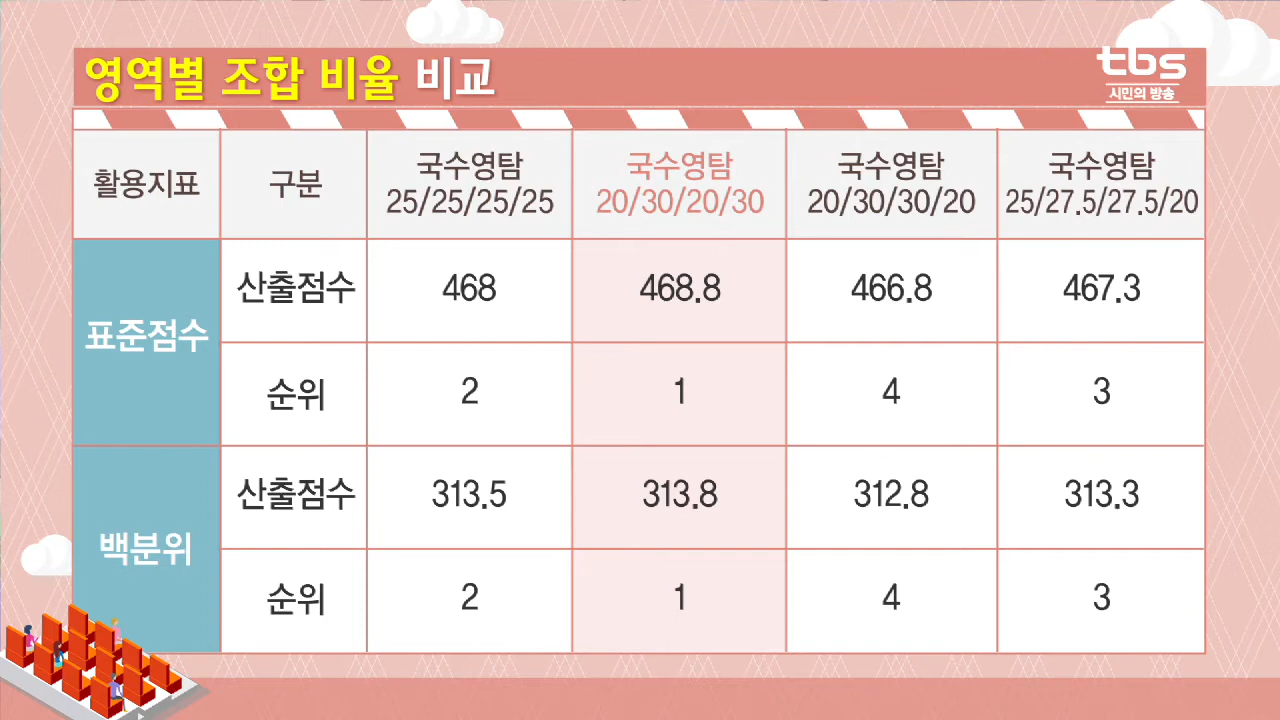 영역별 조합 비율 비교
tbs
시민의 방송
활용지표 구분 국수영탐 25/25/25/25 국수영탐 20/30/20/30 국수영탐 20/30/30/20 국수영탐 25/27.5/27.5/20
표준점수 산출점수 468 468.8 466.8 467.3
순위 2 1 4 3
백분위 산출점수 313.5 313.8 312.8 313.3
순위 2 1 4 3